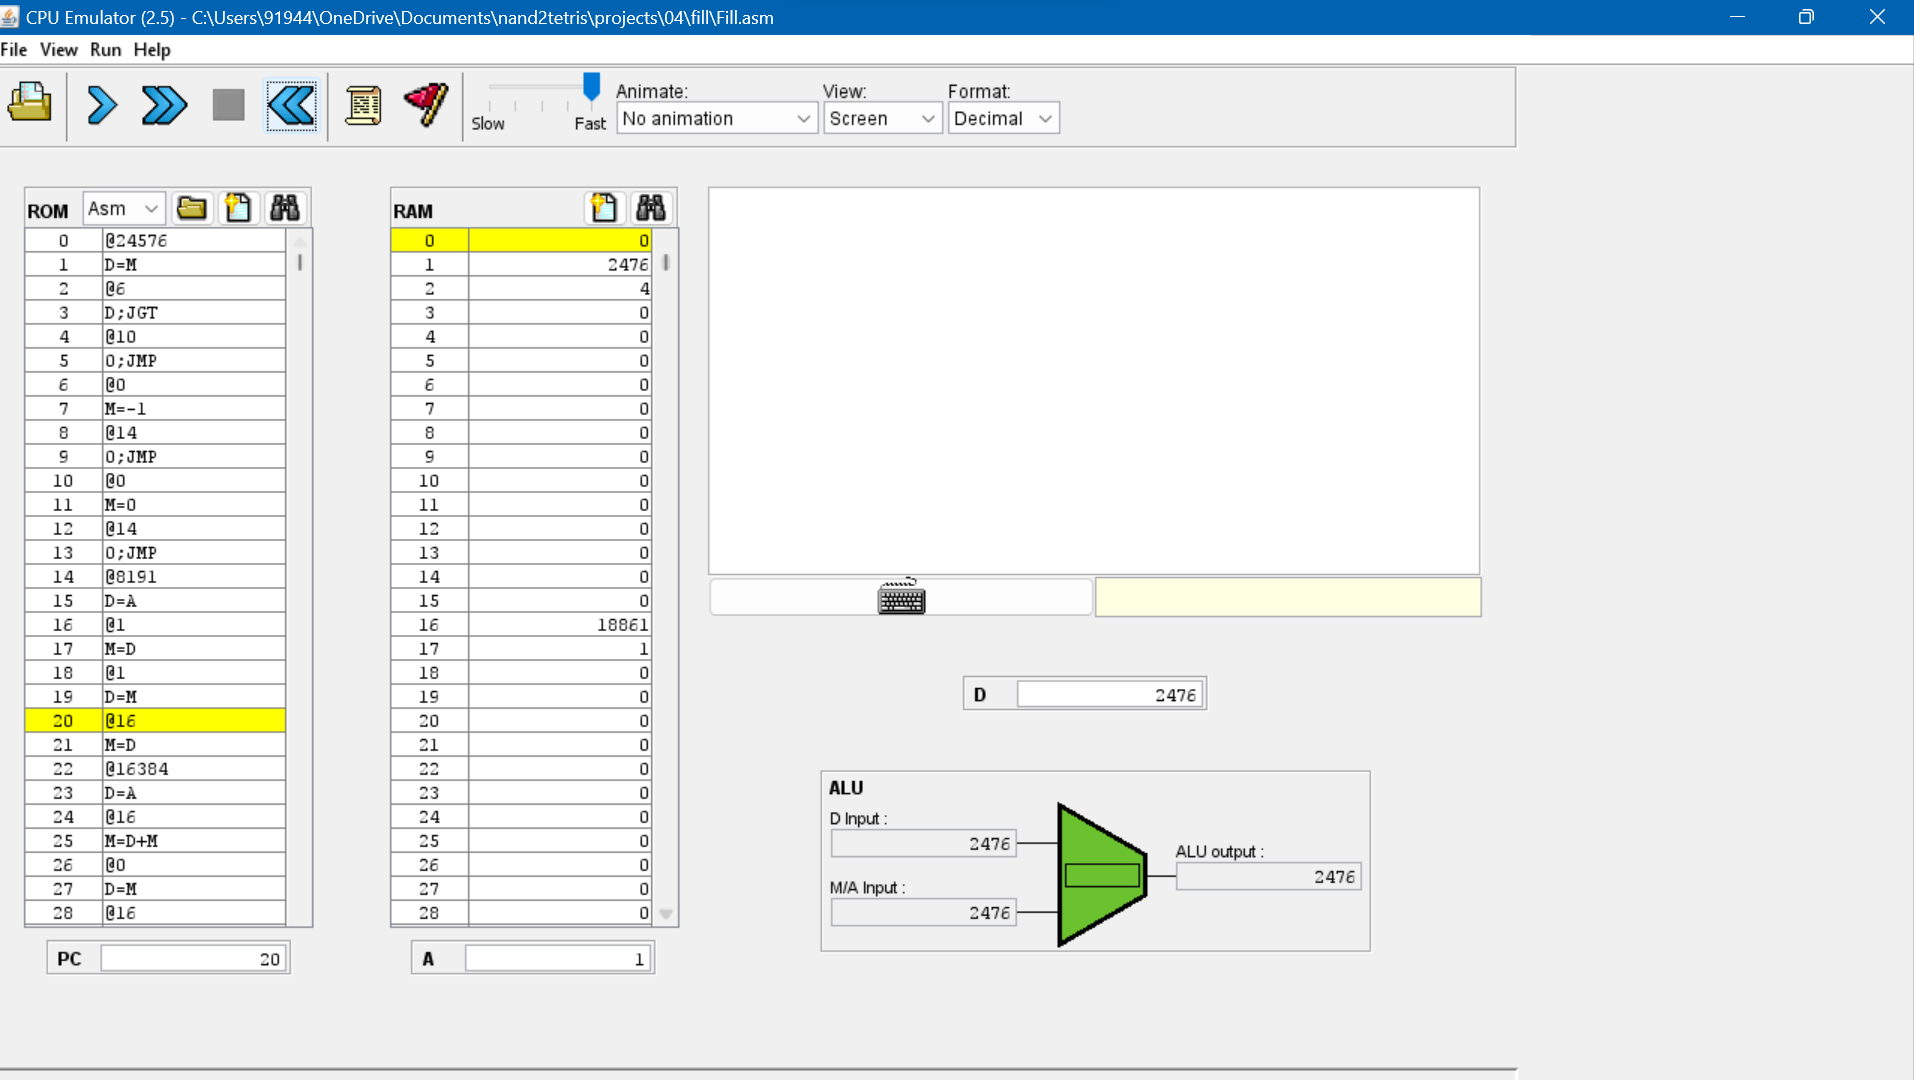 CPU Emulator (2.5) - C:\Users\91944\OneDrive\Documents\nand2tetris\projects\04\fill\Fill.asm
File View Run Help
Slow Fast
Animate:
No animation
View:
Screen
Format:
Decimal
ROM Asm
0 @24576
1 D=M
2 @6
3 D;JGT
4 @10
5 0;JMP
6 @0
7 M=-1
8 @14
9 0;JMP
10 @0
11 M=0
12 @14
13 0;JMP
14 @8191
15 D=A
16 @1
17 M=D
18 @1
19 D=M
20 @16
21 M=D
22 @16384
23 D=A
24 @16
25 M=D+M
26 @0
27 D=M
28 @16
PC 20
RAM
0 0
1 2476
2 4
3 0
4 0
5 0
6 0
7 0
8 0
9 0
10 0
11 0
12 0
13 0
14 0
15 0
16 18861
17 1
18 0
19 0
20 0
21 0
22 0
23 0
24 0
25 0
26 0
27 0
28 0
A 1
D 2476
ALU
D Input :
2476
M/A Input :
2476
ALU output :
2476